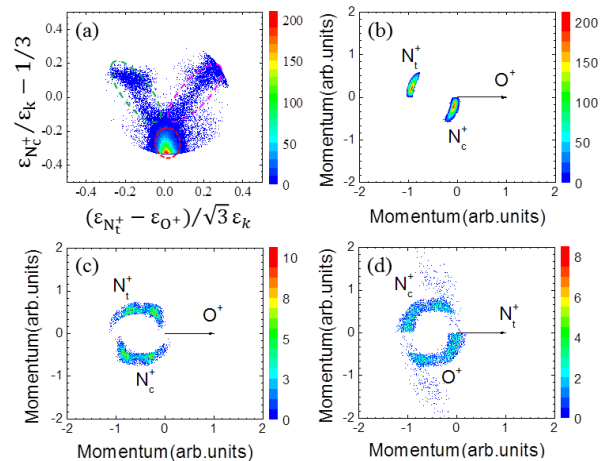 (a)
ε_{N_c^+}/ε_k − 1/3
0.4
0.2
0.0
-0.2
-0.4
-0.4
-0.2
0.0
0.2
0.4
(ε_{N_t^+} − ε_{O^+})/√3 ε_k
200
150
100
50
0
(b)
Momentum(arb.units)
2
1
0
-1
-2
N_t^+
O^+
N_c^+
-2
-1
0
1
2
Momentum(arb.units)
200
150
100
50
0
(c)
Momentum(arb.units)
2
1
0
-1
-2
N_t^+
O^+
N_c^+
-2
-1
0
1
2
Momentum(arb.units)
10
8
5
3
0
(d)
Momentum(arb.units)
2
1
0
-1
-2
N_c^+
N_t^+
O^+
-2
-1
0
1
2
Momentum(arb.units)
8
6
4
2
0